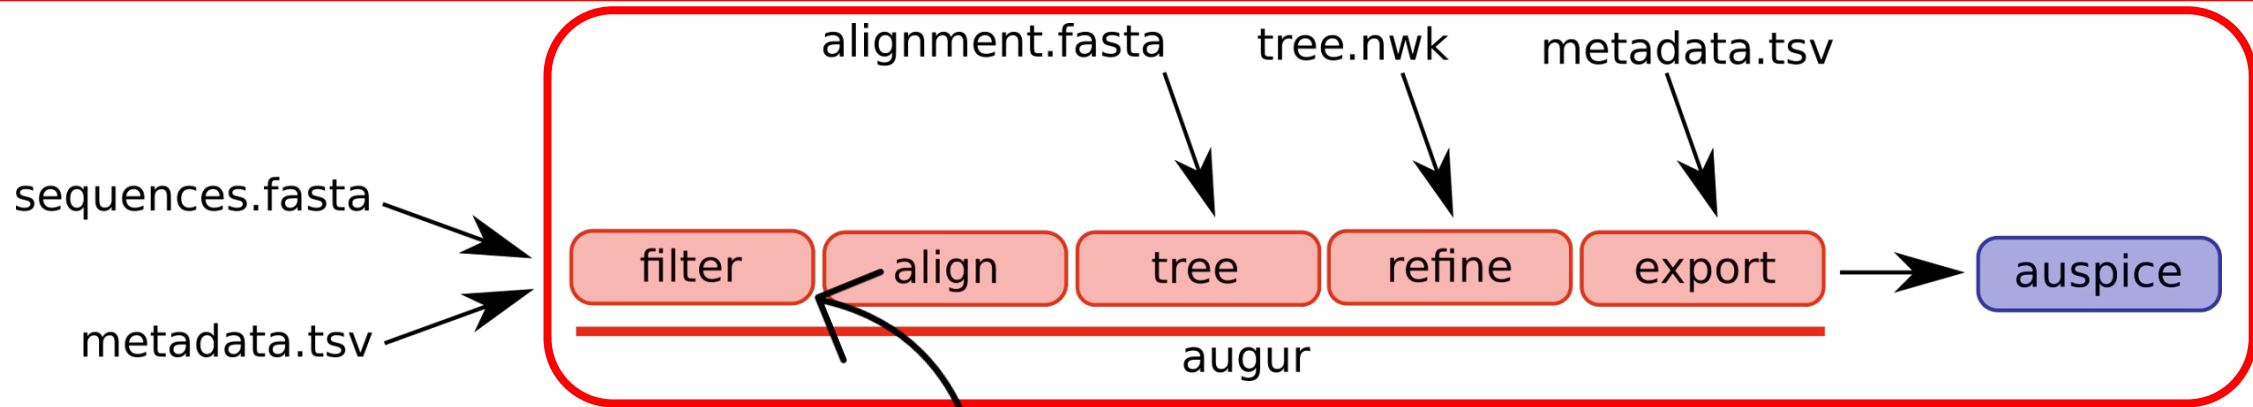 alignment.fasta tree.nwk metadata.tsv
sequences.fasta
filter align tree refine export auspice
metadata.tsv
augur